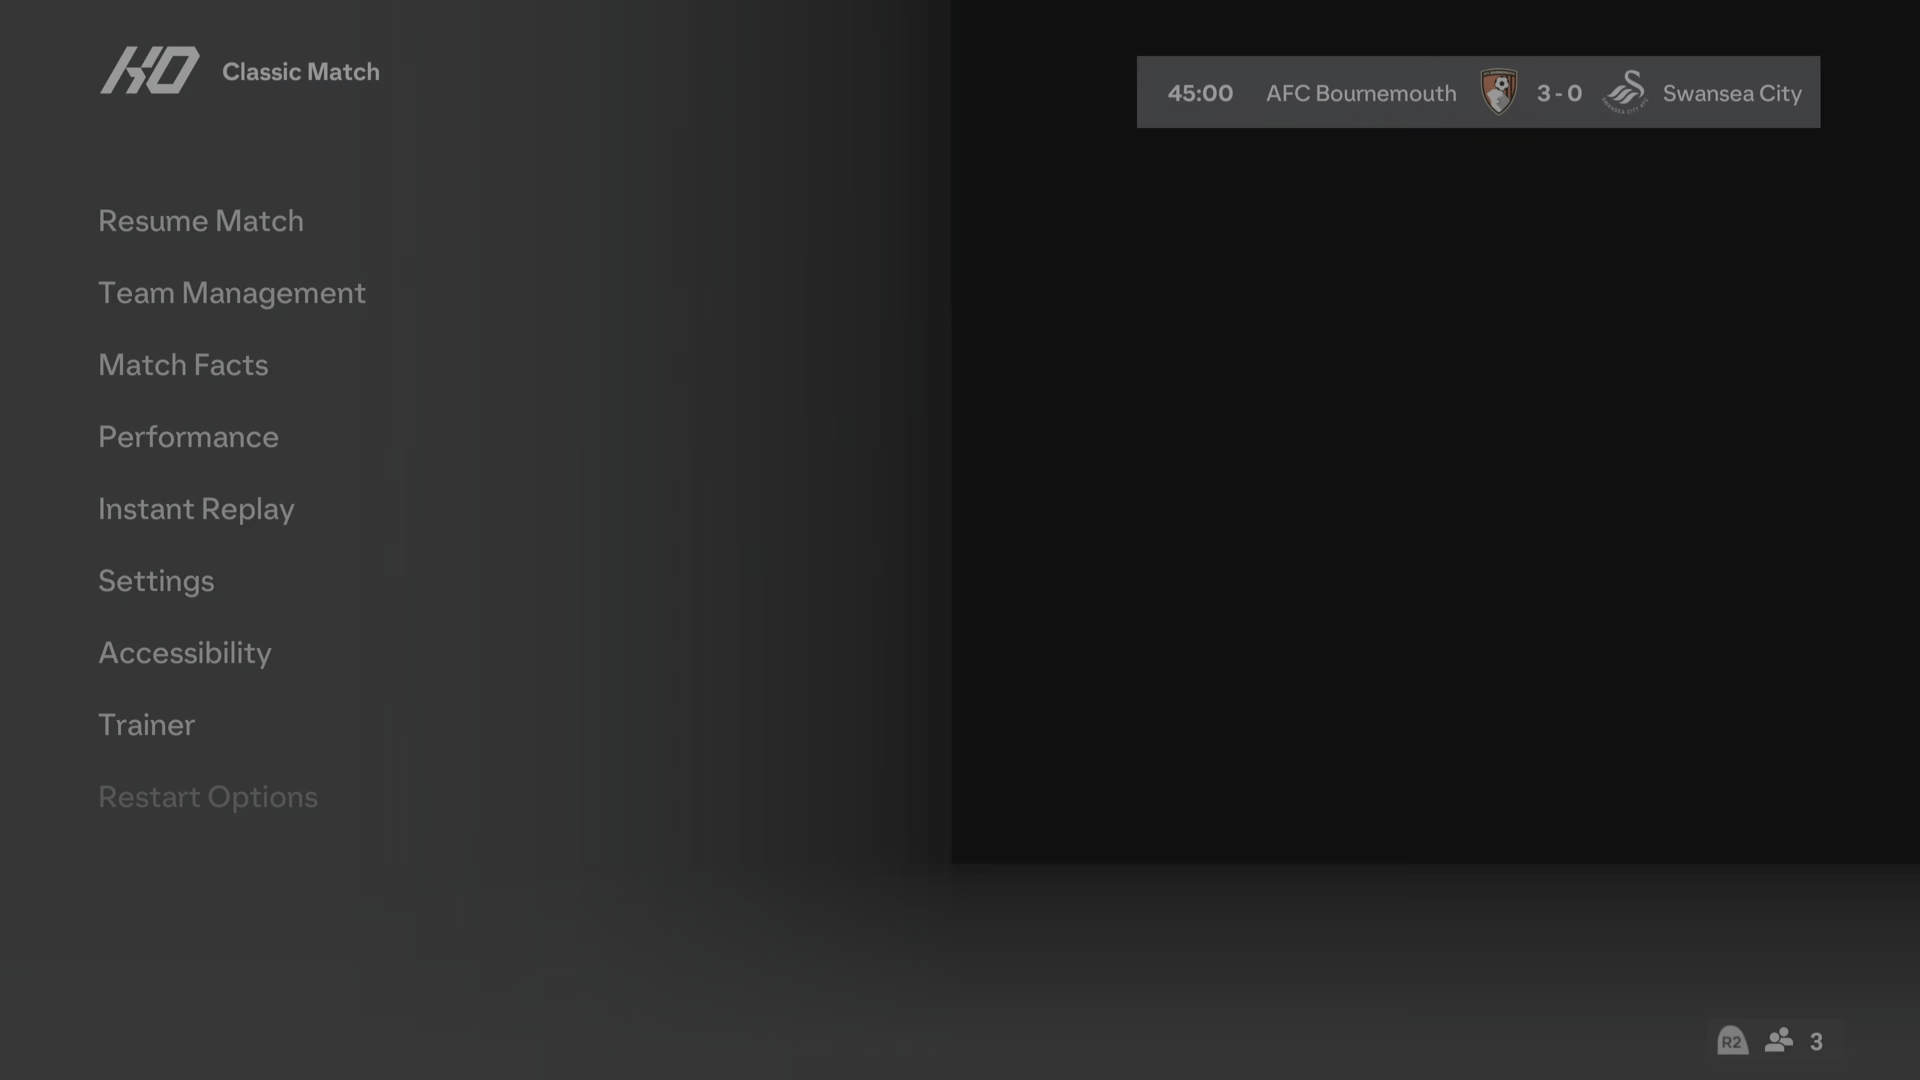 KO Classic Match
45:00 AFC Bournemouth 3 - 0 Swansea City
Resume Match
Team Management
Match Facts
Performance
Instant Replay
Settings
Accessibility
Trainer
Restart Options
R2 3